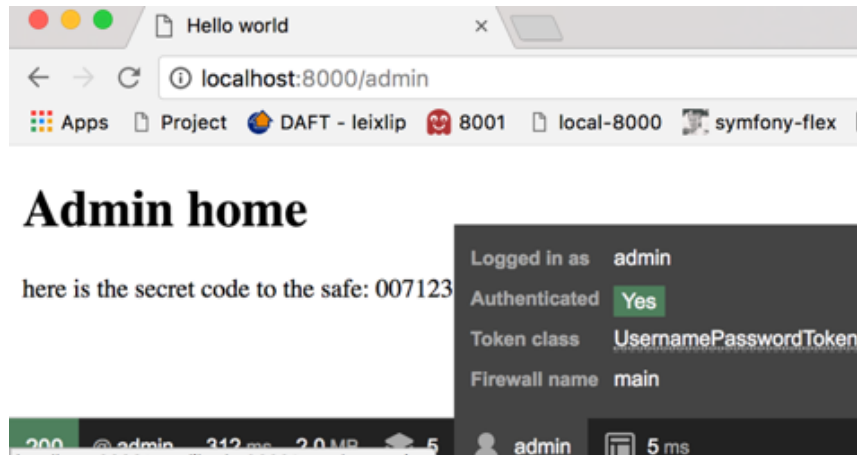 Hello world
localhost:8000/admin
Apps Project DAFT - leixlip 8001 local-8000 symfony-flex
Admin home
here is the secret code to the safe: 007123
Logged in as admin
Authenticated Yes
Token class UsernamePasswordToken
Firewall name main
200 @ admin 312 ms 2.0 MB 5 admin 5 ms